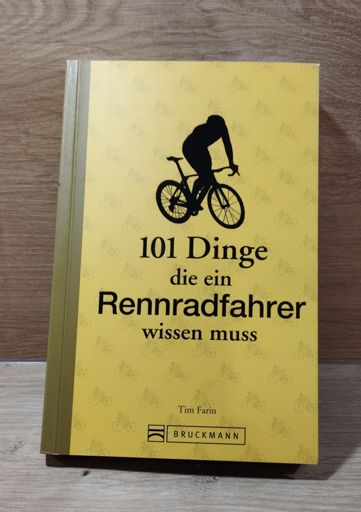 101 Dinge
die ein
Rennradfahrer
wissen muss
Tim Farin
BRUCKMANN